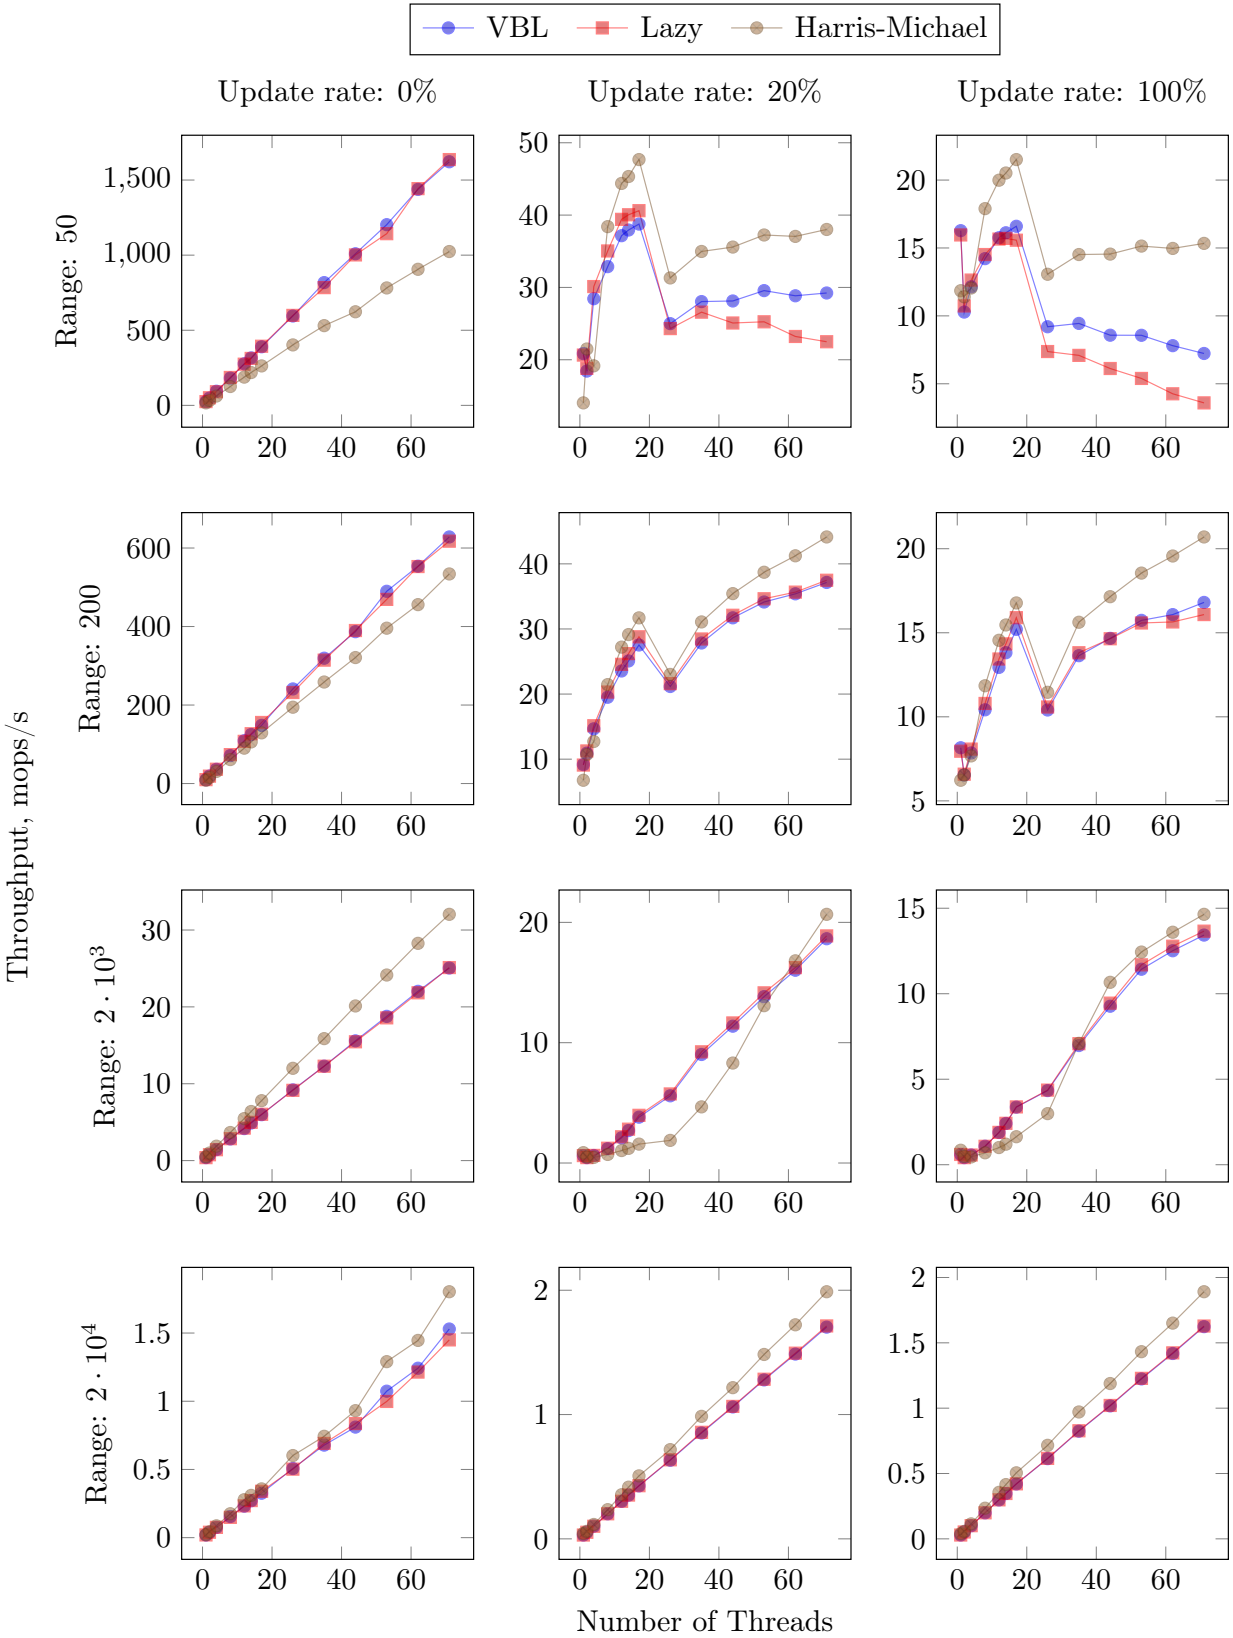 VBL Lazy Harris-Michael
Update rate: 0% Update rate: 20% Update rate: 100%
Throughput, mops/s
Range: 50
1,500
1,000
500
0
0 20 40 60
50
40
30
20
0 20 40 60
20
15
10
5
0 20 40 60
Range: 200
600
400
200
0
0 20 40 60
40
30
20
10
0 20 40 60
20
15
10
5
0 20 40 60
Range: 2 · 10³
30
20
10
0
0 20 40 60
20
10
0
0 20 40 60
15
10
5
0
0 20 40 60
Range: 2 · 10⁴
1.5
1
0.5
0
0 20 40 60
2
1
0
0 20 40 60
2
1.5
1
0.5
0
0 20 40 60
Number of Threads